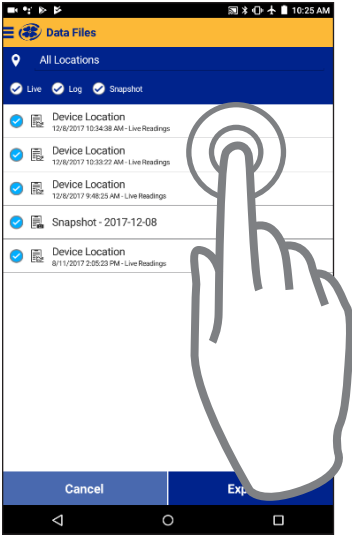 10:25 AM
Data Files
All Locations
Live Log Snapshot
Device Location
12/8/2017 10:34:38 AM - Live Readings
Device Location
12/8/2017 10:33:22 AM - Live Readings
Device Location
12/8/2017 9:48:25 AM - Live Readings
Snapshot - 2017-12-08
Device Location
8/11/2017 2:05:23 PM - Live Readings
Cancel